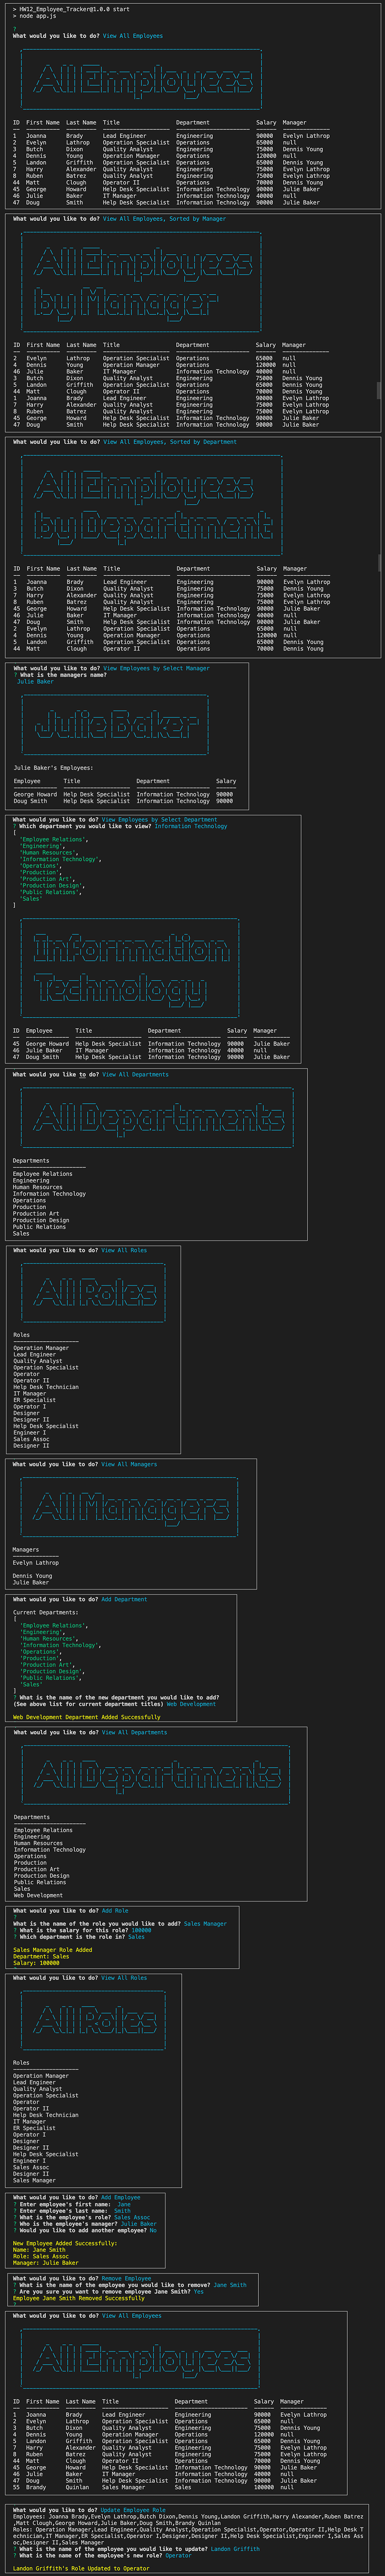 > HW12_Employee_Tracker@1.0.0 start
> node app.js
?
What would you like to do? View All Employees
All Employees
ID First Name Last Name Title Department Salary Manager
1 Joanna Brady Lead Engineer Engineering 90000 Evelyn Lathrop
2 Evelyn Lathrop Operation Specialist Operations 65000 null
3 Butch Dixon Quality Analyst Engineering 75000 Dennis Young
4 Dennis Young Operation Manager Operations 120000 null
5 Landon Griffith Operation Specialist Operations 65000 Dennis Young
7 Harry Alexander Quality Analyst Engineering 75000 Evelyn Lathrop
8 Ruben Batrez Quality Analyst Engineering 75000 Evelyn Lathrop
44 Matt Clough Operator II Operations 70000 Dennis Young
45 George Howard Help Desk Specialist Information Technology 90000 Julie Baker
46 Julie Baker IT Manager Information Technology 40000 null
47 Doug Smith Help Desk Specialist Information Technology 90000 Julie Baker
What would you like to do? View All Employees, Sorted by Manager
All Employees
by Manager
ID First Name Last Name Title Department Salary Manager
2 Evelyn Lathrop Operation Specialist Operations 65000 null
4 Dennis Young Operation Manager Operations 120000 null
46 Julie Baker IT Manager Information Technology 40000 null
3 Butch Dixon Quality Analyst Engineering 75000 Dennis Young
5 Landon Griffith Operation Specialist Operations 65000 Dennis Young
44 Matt Clough Operator II Operations 70000 Dennis Young
1 Joanna Brady Lead Engineer Engineering 90000 Evelyn Lathrop
7 Harry Alexander Quality Analyst Engineering 75000 Evelyn Lathrop
8 Ruben Batrez Quality Analyst Engineering 75000 Evelyn Lathrop
45 George Howard Help Desk Specialist Information Technology 90000 Julie Baker
47 Doug Smith Help Desk Specialist Information Technology 90000 Julie Baker
What would you like to do? View All Employees, Sorted by Department
All Employees
by Department
ID First Name Last Name Title Department Salary Manager
1 Joanna Brady Lead Engineer Engineering 90000 Evelyn Lathrop
3 Butch Dixon Quality Analyst Engineering 75000 Dennis Young
7 Harry Alexander Quality Analyst Engineering 75000 Evelyn Lathrop
8 Ruben Batrez Quality Analyst Engineering 75000 Evelyn Lathrop
45 George Howard Help Desk Specialist Information Technology 90000 Julie Baker
46 Julie Baker IT Manager Information Technology 40000 null
47 Doug Smith Help Desk Specialist Information Technology 90000 Julie Baker
2 Evelyn Lathrop Operation Specialist Operations 65000 null
4 Dennis Young Operation Manager Operations 120000 null
5 Landon Griffith Operation Specialist Operations 65000 Dennis Young
44 Matt Clough Operator II Operations 70000 Dennis Young
What would you like to do? View Employees by Select Manager
? What is the managers name?
Julie Baker
Julie Baker
Julie Baker's Employees:
Employee Title Department Salary
George Howard Help Desk Specialist Information Technology 90000
Doug Smith Help Desk Specialist Information Technology 90000
What would you like to do? View Employees by Select Department
? Which department you would like to view? Information Technology
[
'Employee Relations',
'Engineering',
'Human Resources',
'Information Technology',
'Operations',
'Production',
'Production Art',
'Production Design',
'Public Relations',
'Sales'
]
Information
Technology
ID Employee Title Department Salary Manager
45 George Howard Help Desk Specialist Information Technology 90000 Julie Baker
46 Julie Baker IT Manager Information Technology 40000 null
47 Doug Smith Help Desk Specialist Information Technology 90000 Julie Baker
What would you like to do? View All Departments
All Departments
Departments
Employee Relations
Engineering
Human Resources
Information Technology
Operations
Production
Production Art
Production Design
Public Relations
Sales
What would you like to do? View All Roles
All Roles
Roles
Operation Manager
Lead Engineer
Quality Analyst
Operation Specialist
Operator
Operator II
Help Desk Technician
IT Manager
ER Specialist
Operator I
Designer
Designer II
Help Desk Specialist
Engineer I
Sales Assoc
Designer II
What would you like to do? View All Managers
All Managers
Managers
Evelyn Lathrop
Dennis Young
Julie Baker
What would you like to do? Add Department
Current Departments:
[
'Employee Relations',
'Engineering',
'Human Resources',
'Information Technology',
'Operations',
'Production',
'Production Art',
'Production Design',
'Public Relations',
'Sales'
]
? What is the name of the new department you would like to add?
(See above list for current department titles) Web Development
Web Development Department Added Successfully
What would you like to do? View All Departments
All Departments
Departments
Employee Relations
Engineering
Human Resources
Information Technology
Operations
Production
Production Art
Production Design
Public Relations
Sales
Web Development
What would you like to do? Add Role
?
What is the name of the role you would like to add? Sales Manager
? What is the salary for this role? 100000
? Which department is the role in? Sales
Sales Manager Role Added
Department: Sales
Salary: 100000
What would you like to do? View All Roles
All Roles
Roles
Operation Manager
Lead Engineer
Quality Analyst
Operation Specialist
Operator
Operator II
Help Desk Technician
IT Manager
ER Specialist
Operator I
Designer
Designer II
Help Desk Specialist
Engineer I
Sales Assoc
Designer II
Sales Manager
What would you like to do? Add Employee
? Enter employee's first name: Jane
? Enter employee's last name: Smith
? What is the employee's role? Sales Assoc
? Who is the employee's manager? Julie Baker
? Would you like to add another employee? No
New Employee Added Successfully:
Name: Jane Smith
Role: Sales Assoc
Manager: Julie Baker
What would you like to do? Remove Employee
? What is the name of the employee you would like to remove? Jane Smith
? Are you sure you want to remove employee Jane Smith? Yes
Employee Jane Smith Removed Successfully
What would you like to do? View All Employees
All Employees
ID First Name Last Name Title Department Salary Manager
1 Joanna Brady Lead Engineer Engineering 90000 Evelyn Lathrop
2 Evelyn Lathrop Operation Specialist Operations 65000 null
3 Butch Dixon Quality Analyst Engineering 75000 Dennis Young
4 Dennis Young Operation Manager Operations 120000 null
5 Landon Griffith Operation Specialist Operations 65000 Dennis Young
7 Harry Alexander Quality Analyst Engineering 75000 Evelyn Lathrop
8 Ruben Batrez Quality Analyst Engineering 75000 Evelyn Lathrop
44 Matt Clough Operator II Operations 70000 Dennis Young
45 George Howard Help Desk Specialist Information Technology 90000 Julie Baker
46 Julie Baker IT Manager Information Technology 40000 null
47 Doug Smith Help Desk Specialist Information Technology 90000 Julie Baker
55 Brandy Quinlan Sales Manager Sales 100000 null
What would you like to do? Update Employee Role
Employees: Joanna Brady,Evelyn Lathrop,Butch Dixon,Dennis Young,Landon Griffith,Harry Alexander,Ruben Batrez
,Matt Clough,George Howard,Julie Baker,Doug Smith,Brandy Quinlan
Roles: Operation Manager,Lead Engineer,Quality Analyst,Operation Specialist,Operator,Operator II,Help Desk T
echnician,IT Manager,ER Specialist,Operator I,Designer,Designer II,Help Desk Specialist,Engineer I,Sales Ass
oc,Designer II,Sales Manager
? What is the name of the employee you would like to update? Landon Griffith
? What is the name of the employee's new role? Operator
Landon Griffith's Role Updated to Operator